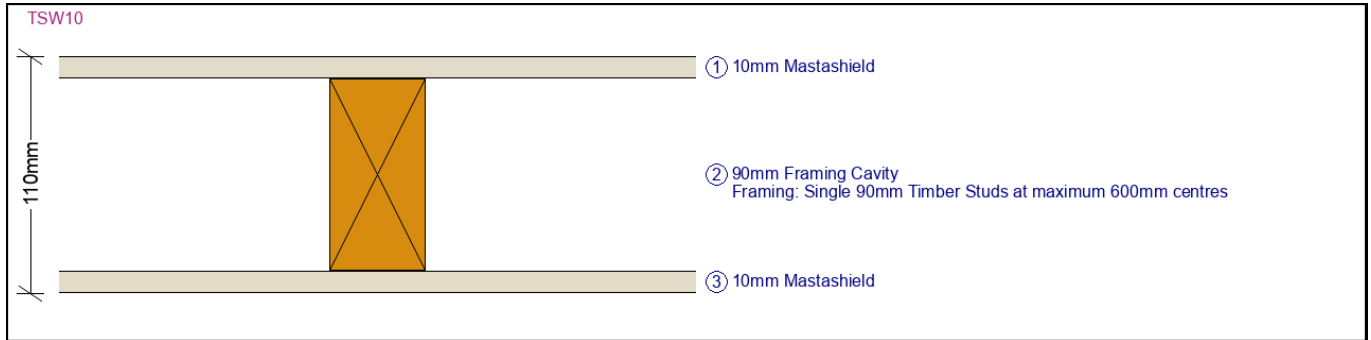 TSW10
110mm
1 10mm Mastashield
2 90mm Framing Cavity
Framing: Single 90mm Timber Studs at maximum 600mm centres
3 10mm Mastashield